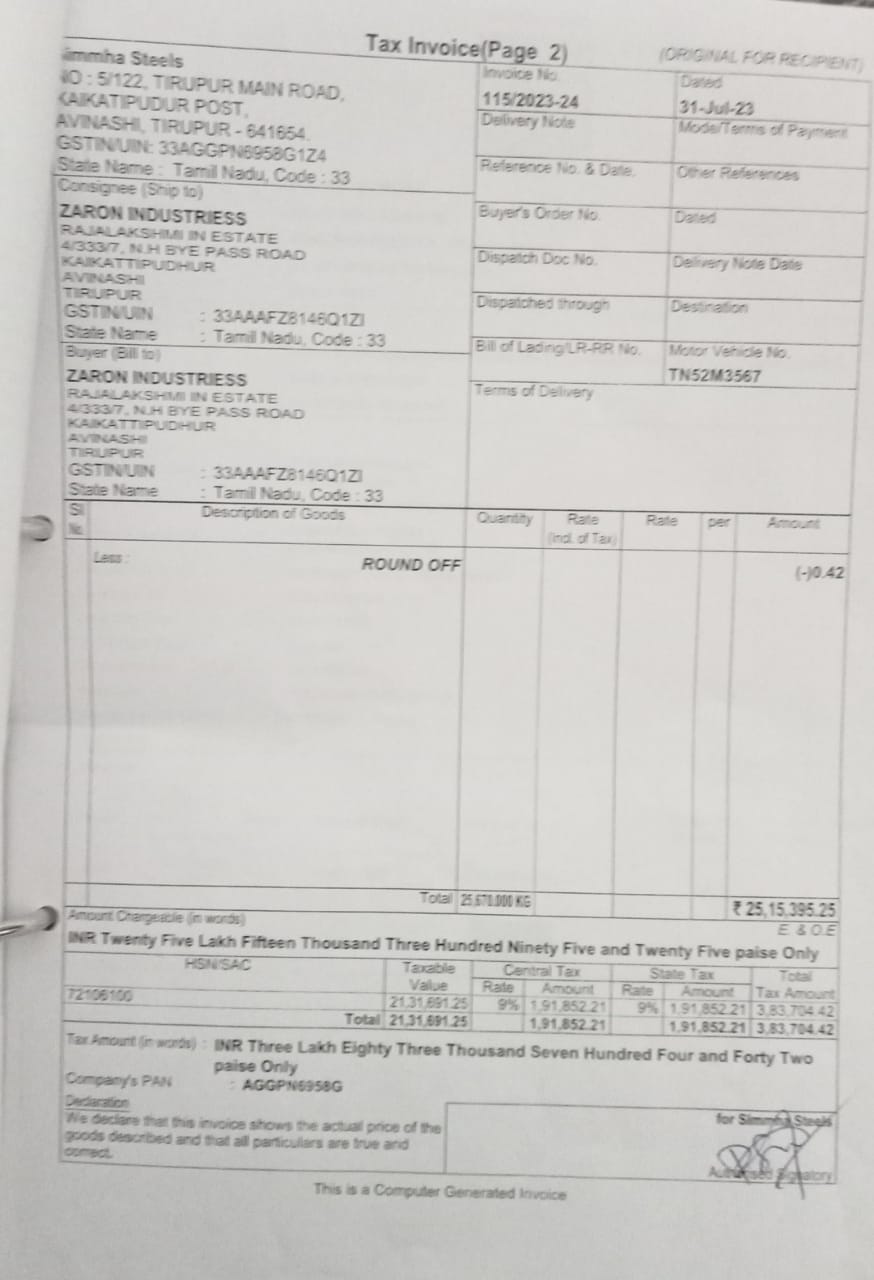 Tax Invoice(Page 2)
(ORIGINAL FOR RECIPIENT)
immha Steels
NO : 5/122, TIRUPUR MAIN ROAD,
KAIKATIPUDUR POST,
AVINASHI, TIRUPUR - 641654.
GSTIN/UIN: 33AGGPN6958G1Z4
State Name : Tamil Nadu, Code : 33
Invoice No.
115/2023-24
Dated
31-Jul-23
Delivery Note
Mode/Terms of Payment
Reference No. & Date.
Other References
Consignee (Ship to)
ZARON INDUSTRIESS
RAJALAKSHMI IN ESTATE
4/333/7, N.H BYE PASS ROAD
KAIKATTIPUDHUR
AVINASHI
TIRUPUR
GSTIN/UIN : 33AAAFZ8146Q1ZI
State Name : Tamil Nadu, Code : 33
Buyer's Order No.
Dated
Dispatch Doc No.
Delivery Note Date
Dispatched through
Destination
Bill of Lading/LR-RR No.
Motor Vehicle No.
TN52M3567
Terms of Delivery
Buyer (Bill to)
ZARON INDUSTRIESS
RAJALAKSHMI IN ESTATE
4/333/7, N.H BYE PASS ROAD
KAIKATTIPUDHUR
AVINASHI
TIRUPUR
GSTIN/UIN : 33AAAFZ8146Q1ZI
State Name : Tamil Nadu, Code : 33
Sl No. Description of Goods Quantity Rate (Incl. of Tax) Rate per Amount
Less : ROUND OFF (-)0.42
Total 25,670.000 KG ₹ 25,15,395.25
Amount Chargeable (in words) E. & O.E
INR Twenty Five Lakh Fifteen Thousand Three Hundred Ninety Five and Twenty Five paise Only
HSN/SAC Taxable Value Central Tax State Tax Total Tax Amount
Rate Amount Rate Amount
72106100 21,31,691.25 9% 1,91,852.21 9% 1,91,852.21 3,83,704.42
Total 21,31,691.25 1,91,852.21 1,91,852.21 3,83,704.42
Tax Amount (in words) : INR Three Lakh Eighty Three Thousand Seven Hundred Four and Forty Two
paise Only
Company's PAN : AGGPN6958G
Declaration
We declare that this invoice shows the actual price of the
goods described and that all particulars are true and
correct.
for Simmha Steels
Authorised Signatory
This is a Computer Generated Invoice